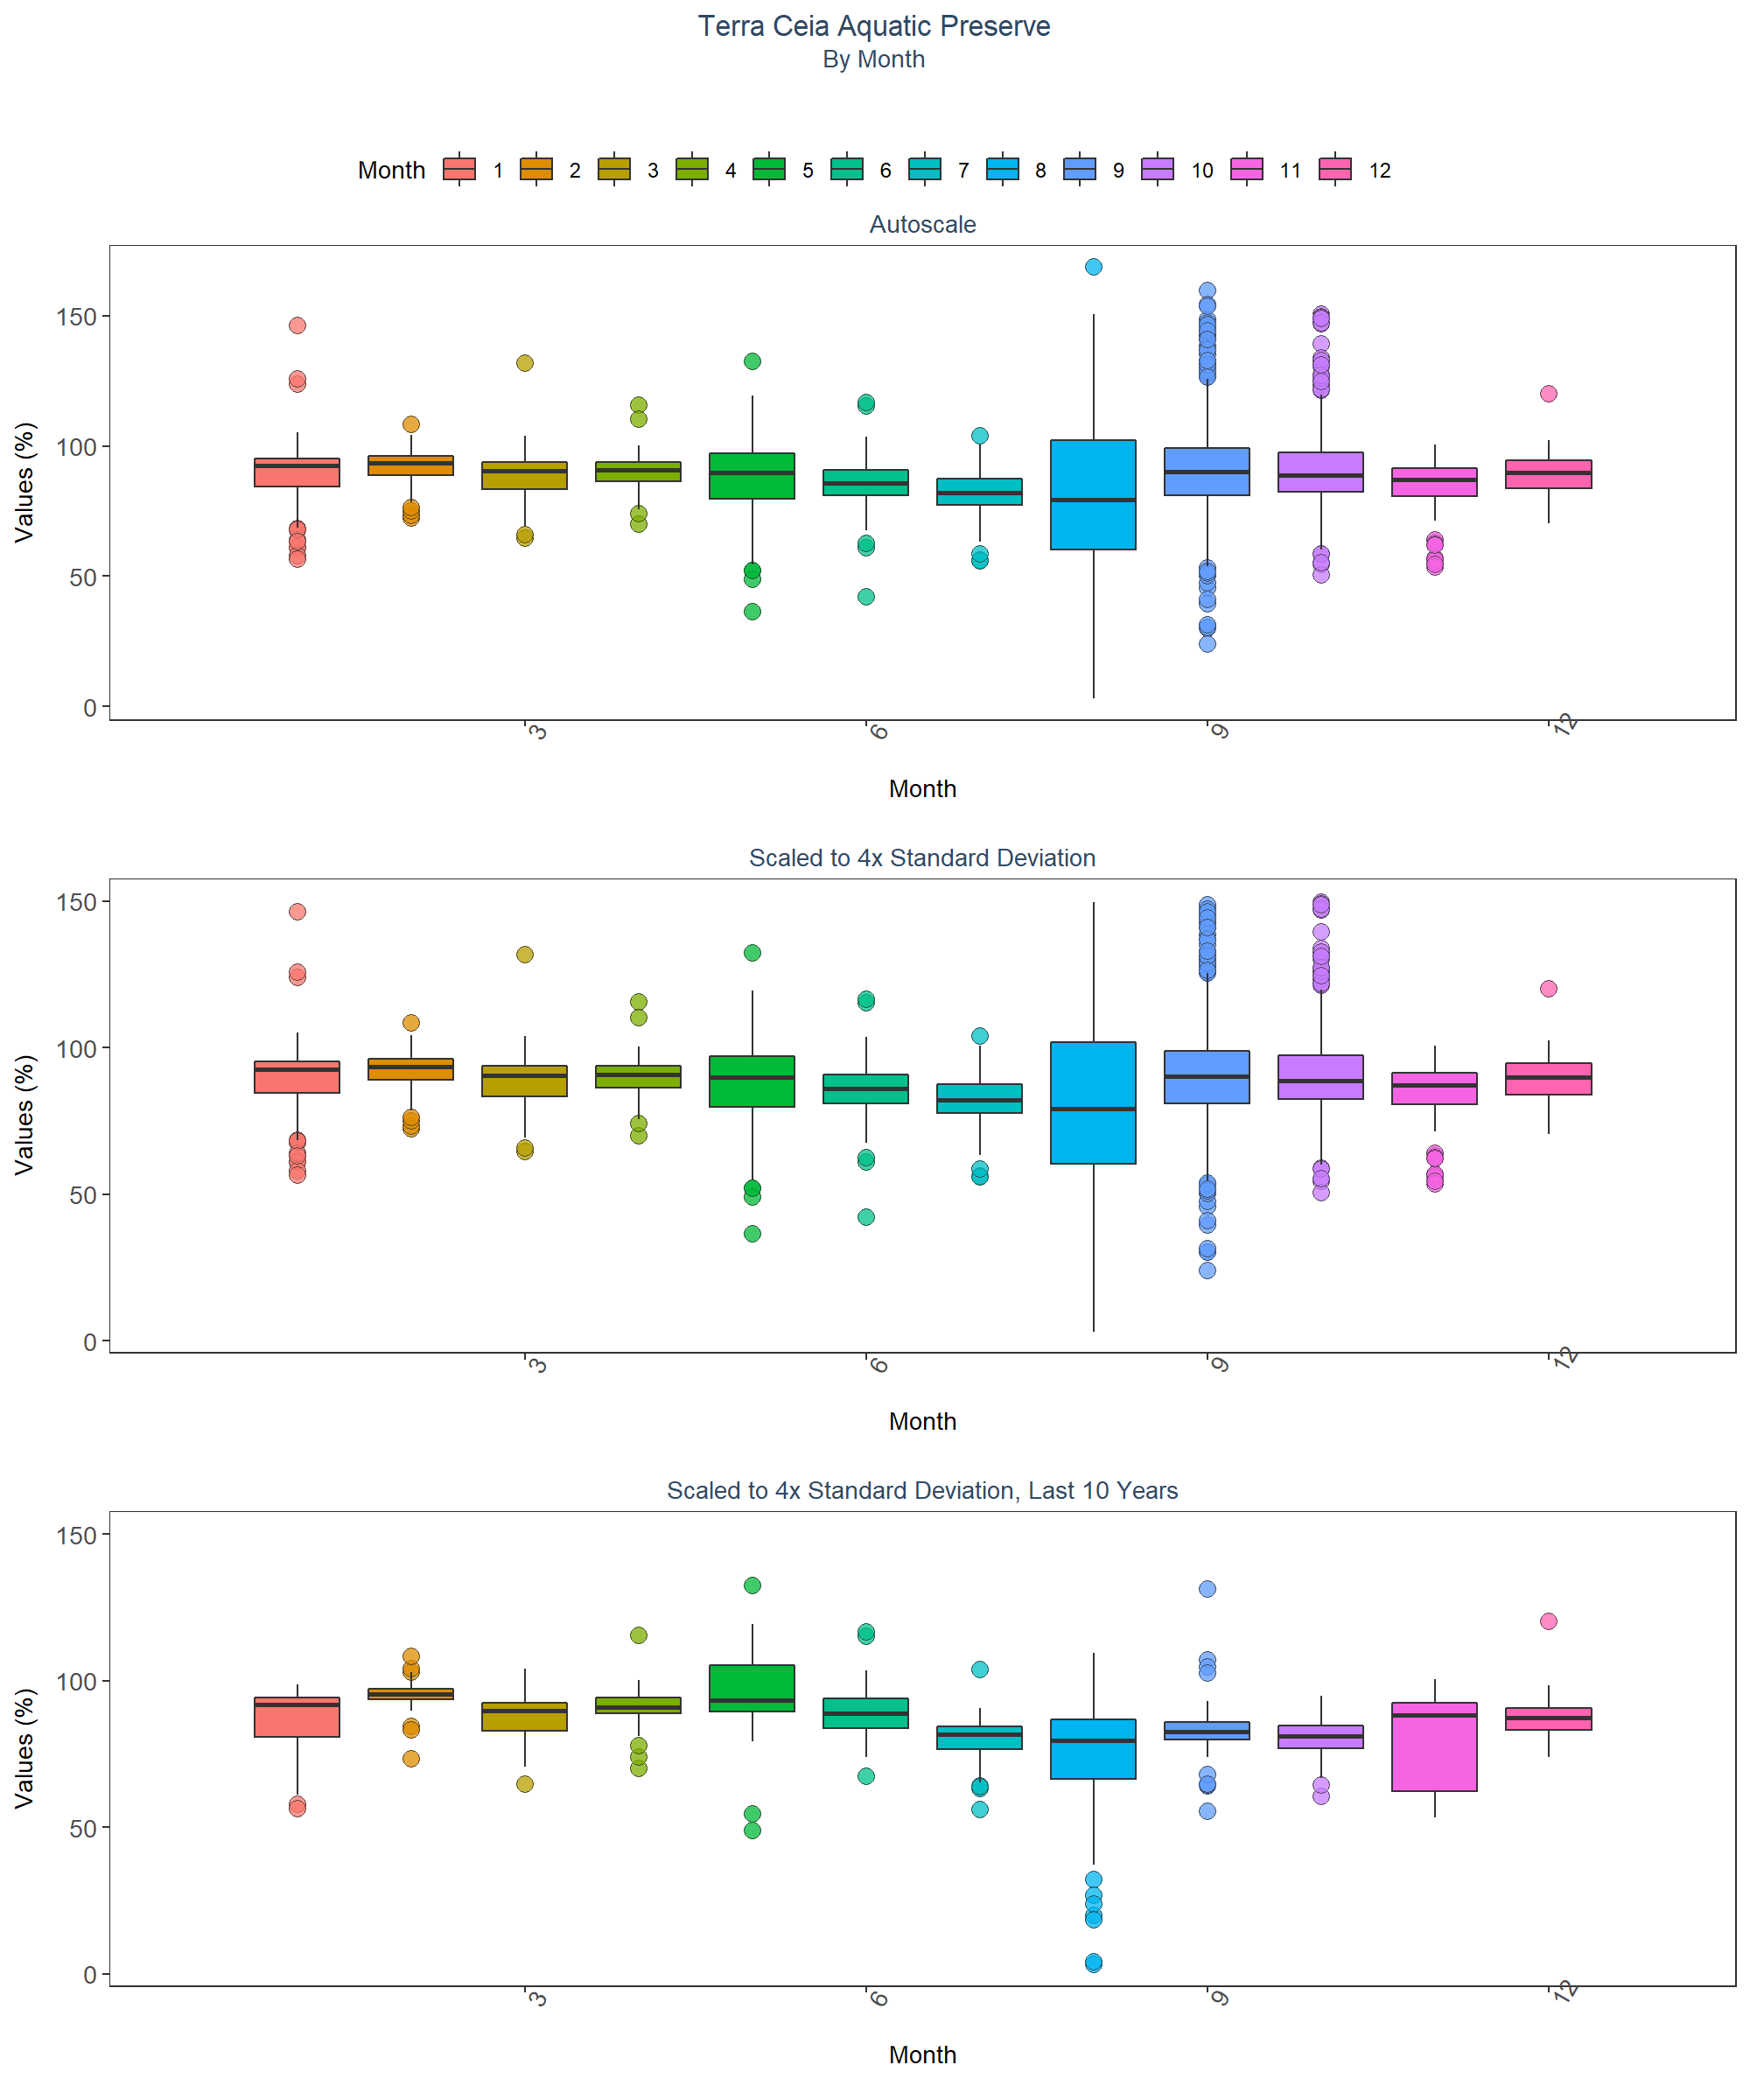 Terra Ceia Aquatic Preserve
By Month
Month 1 2 3 4 5 6 7 8 9 10 11 12
Autoscale
Values (%)
150
100
50
0
3 6 9 12
Month
Scaled to 4x Standard Deviation
Values (%)
150
100
50
0
3 6 9 12
Month
Scaled to 4x Standard Deviation, Last 10 Years
Values (%)
150
100
50
0
3 6 9 12
Month